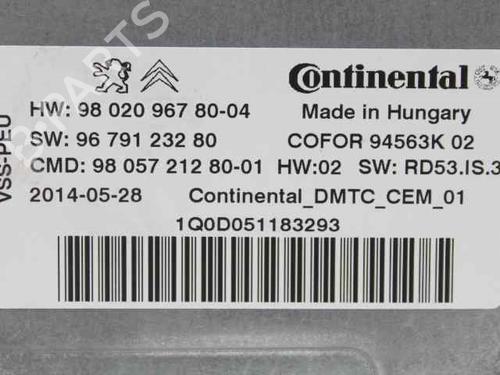 Continental
HW: 98 020 967 80-04 Made in Hungary
SW: 96 791 232 80 COFOR 94563K 02
CMD: 98 057 212 80-01 HW:02 SW: RD53.IS.3
2014-05-28 Continental_DMTC_CEM_01
1Q0D051183293
VSS-PEU